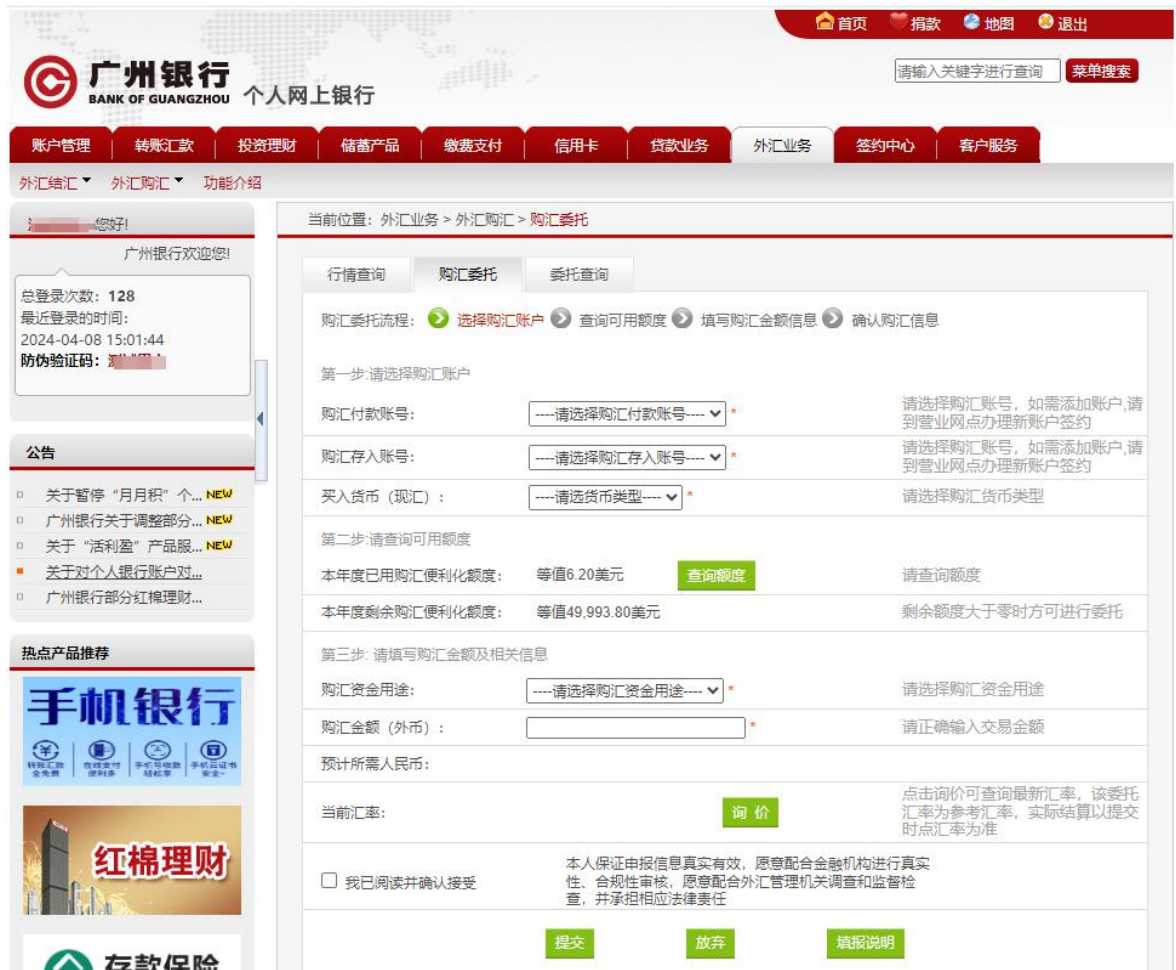 首页 捐款 地图 退出
广州银行
BANK OF GUANGZHOU 个人网上银行
请输入关键字进行查询 菜单搜索
账户管理 转账汇款 投资理财 储蓄产品 缴费支付 信用卡 贷款业务 外汇业务 签约中心 客户服务
外汇结汇 外汇购汇 功能介绍
您好!
广州银行欢迎您!
总登录次数：128
最近登录的时间：
2024-04-08 15:01:44
防伪验证码：
公告
关于暂停“月月积”个... NEW
广州银行关于调整部分... NEW
关于“活利盈”产品服... NEW
关于对个人银行账户对...
广州银行部分红棉理财...
热点产品推荐
手机银行
转账汇款 在线支付 手机号收款 手机云证书
全免费 便利多 轻松享 安全+
红棉理财
存款保险
当前位置：外汇业务 > 外汇购汇 > 购汇委托
行情查询 购汇委托 委托查询
购汇委托流程： 选择购汇账户 查询可用额度 填写购汇金额信息 确认购汇信息
第一步:请选择购汇账户
购汇付款账号： ----请选择购汇付款账号---- * 请选择购汇账号，如需添加账户,请
到营业网点办理新账户签约
购汇存入账号： ----请选择购汇存入账号---- * 请选择购汇账号，如需添加账户,请
到营业网点办理新账户签约
买入货币（现汇）： ----请选货币类型---- * 请选择购汇货币类型
第二步:请查询可用额度
本年度已用购汇便利化额度： 等值6.20美元 查询额度 请查询额度
本年度剩余购汇便利化额度： 等值49,993.80美元 剩余额度大于零时方可进行委托
第三步: 请填写购汇金额及相关信息
购汇资金用途： ----请选择购汇资金用途---- * 请选择购汇资金用途
购汇金额（外币）： * 请正确输入交易金额
预计所需人民币：
当前汇率： 询 价 点击询价可查询最新汇率，该委托
汇率为参考汇率，实际结算以提交
时点汇率为准
我已阅读并确认接受 本人保证申报信息真实有效，愿意配合金融机构进行真实
性、合规性审核，愿意配合外汇管理机关调查和监督检
查，并承担相应法律责任
提交 放弃 填报说明